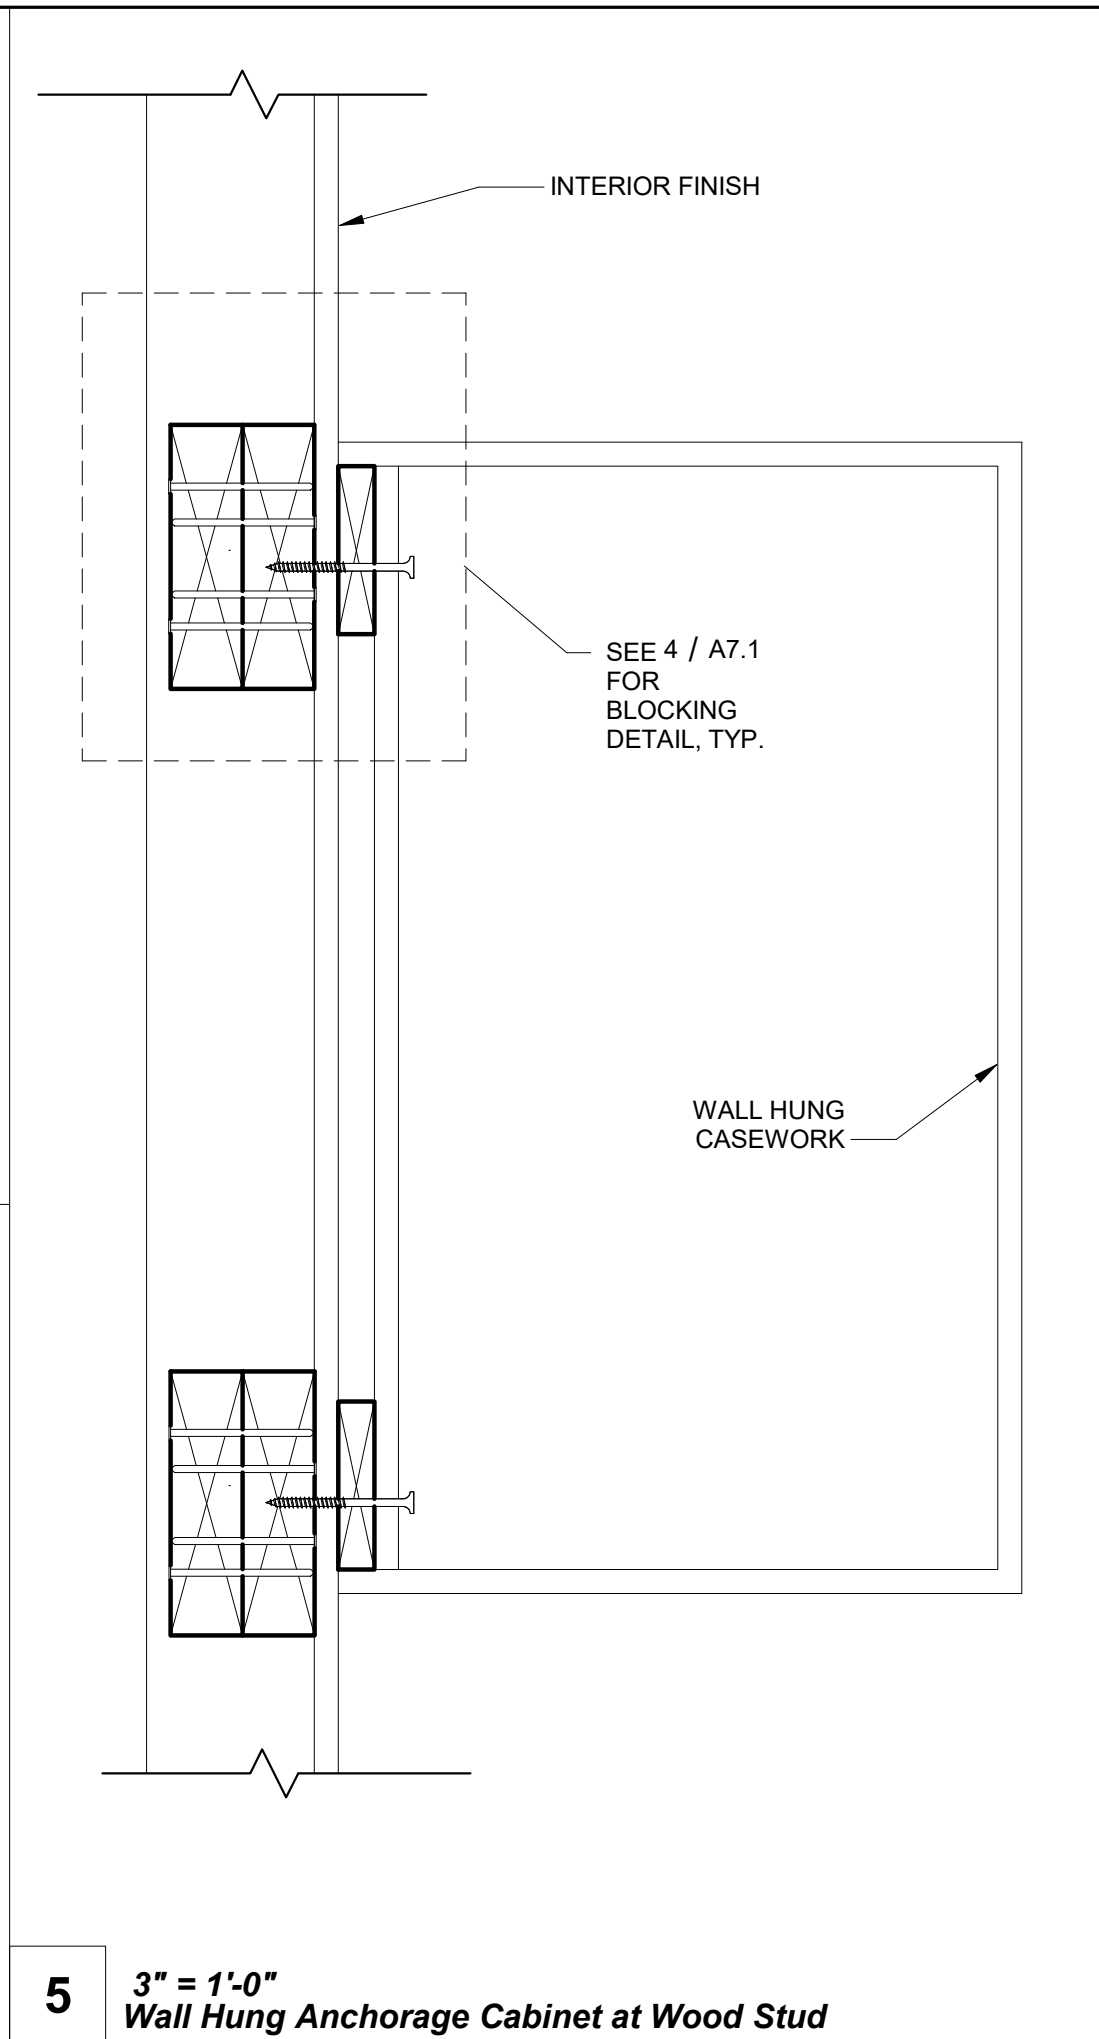 INTERIOR FINISH
SEE 4 / A7.1
FOR
BLOCKING
DETAIL, TYP.
WALL HUNG
CASEWORK
5
3" = 1'-0"
Wall Hung Anchorage Cabinet at Wood Stud